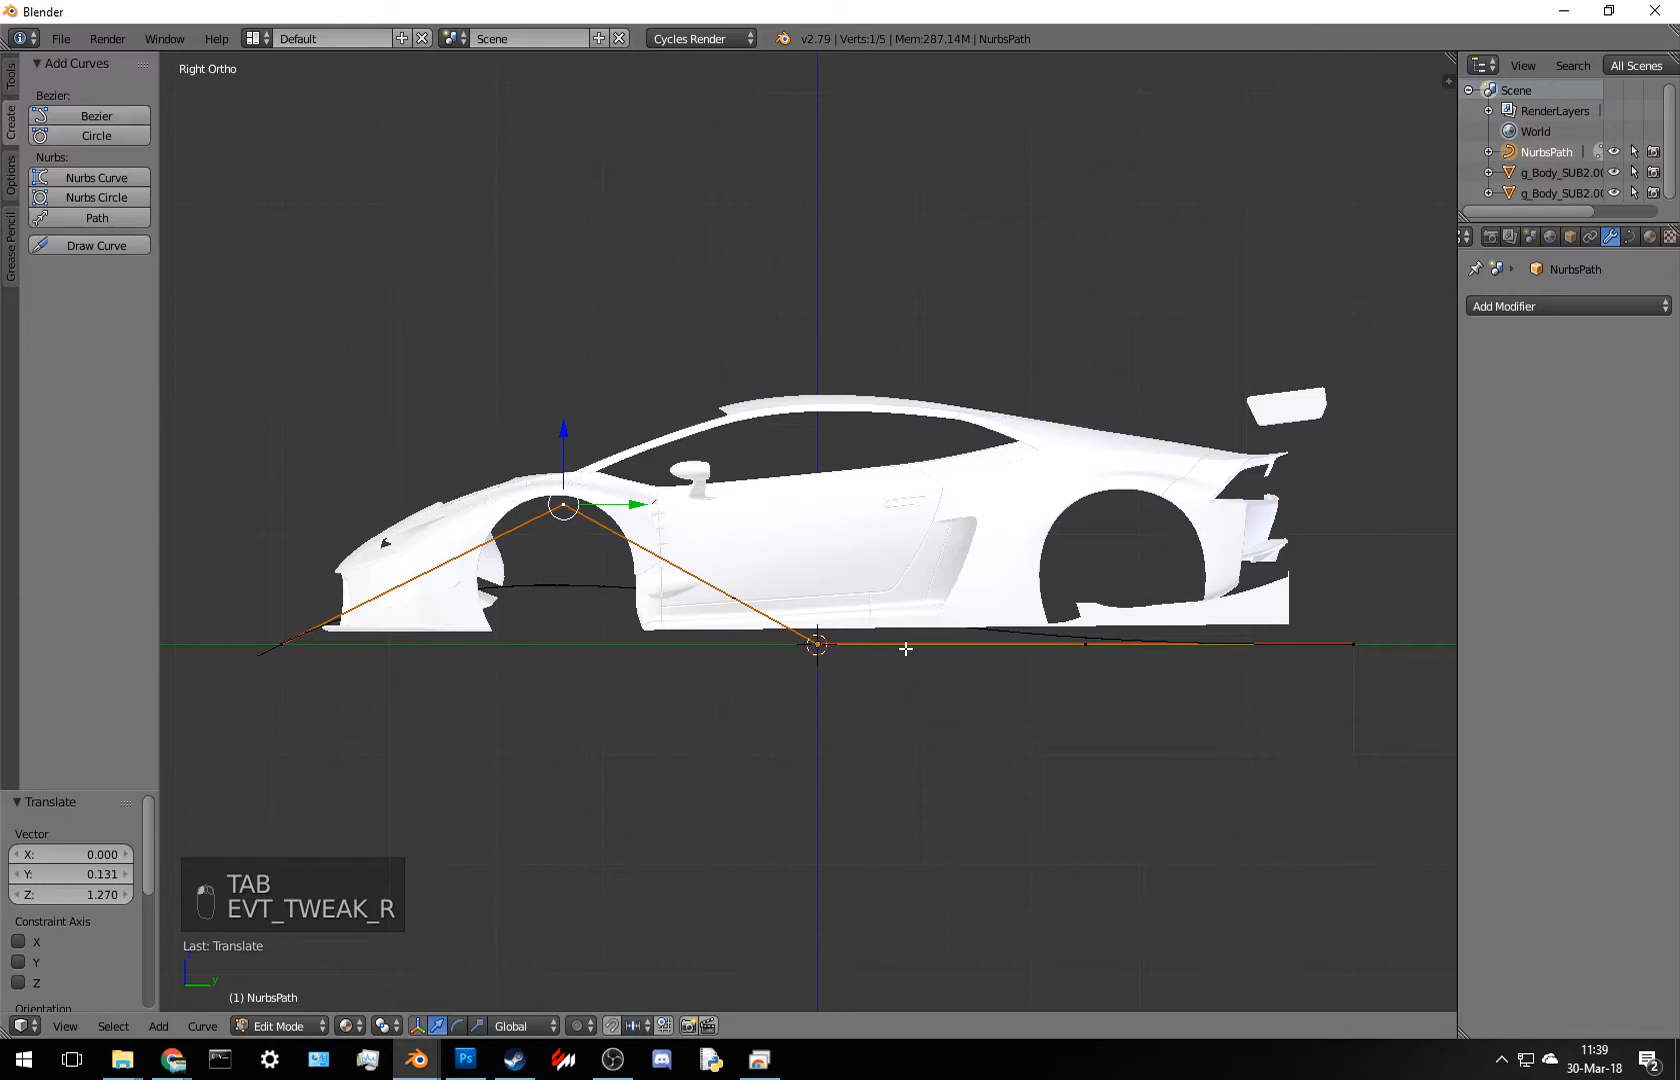 Blender
File Render Window Help Default Scene Cycles Render v2.79 | Verts:1/5 | Mem:287.14M | NurbsPath
Tools
Create
Options
Grease Pencil
Add Curves
Bezier:
Bezier
Circle
Nurbs:
Nurbs Curve
Nurbs Circle
Path
Draw Curve
Right Ortho
View Search All Scenes
Scene
RenderLayers
World
NurbsPath
g_Body_SUB2.0
g_Body_SUB2.0
NurbsPath
Add Modifier
Translate
Vector
X: 0.000
Y: 0.131
Z: 1.270
Constraint Axis
X
Y
Z
Orientation
TAB
EVT_TWEAK_R
Last: Translate
z
y
(1) NurbsPath
View Select Add Curve Edit Mode Global
Ps
11:39
30-Mar-18
2